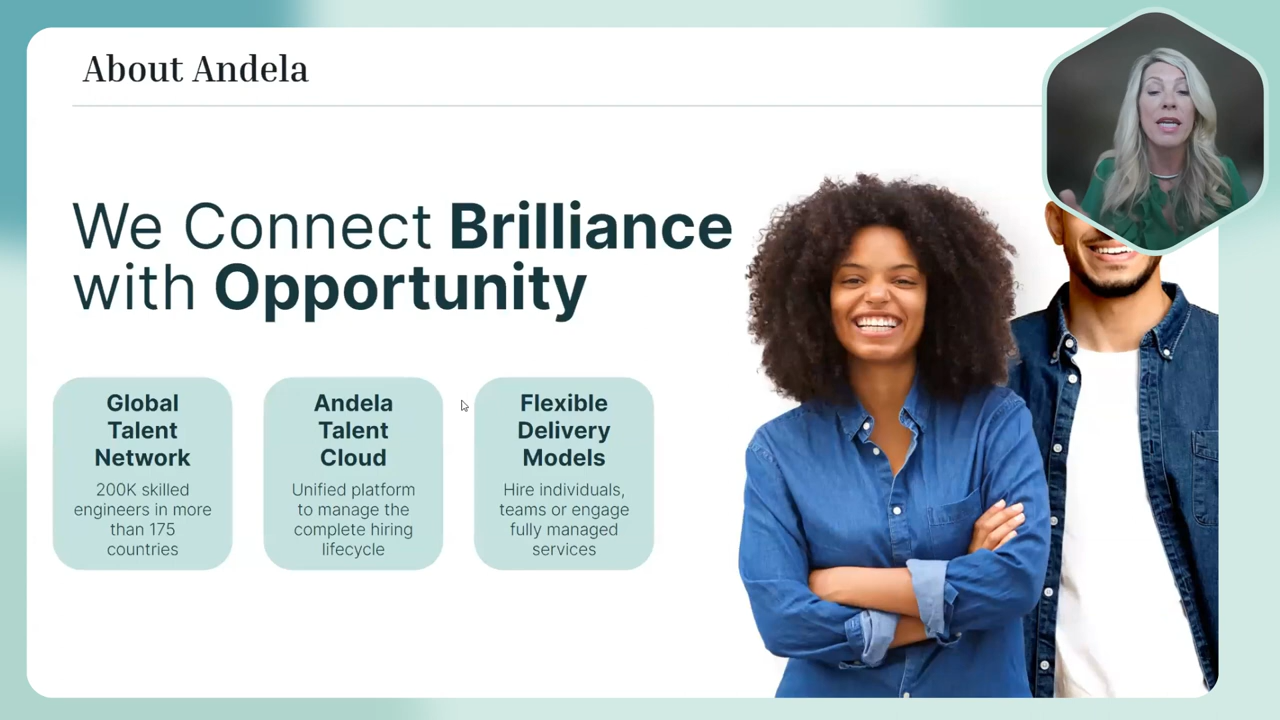 About Andela
We Connect Brilliance
with Opportunity
Global
Talent
Network
200K skilled
engineers in more
than 175
countries
Andela
Talent
Cloud
Unified platform
to manage the
complete hiring
lifecycle
Flexible
Delivery
Models
Hire individuals,
teams or engage
fully managed
services